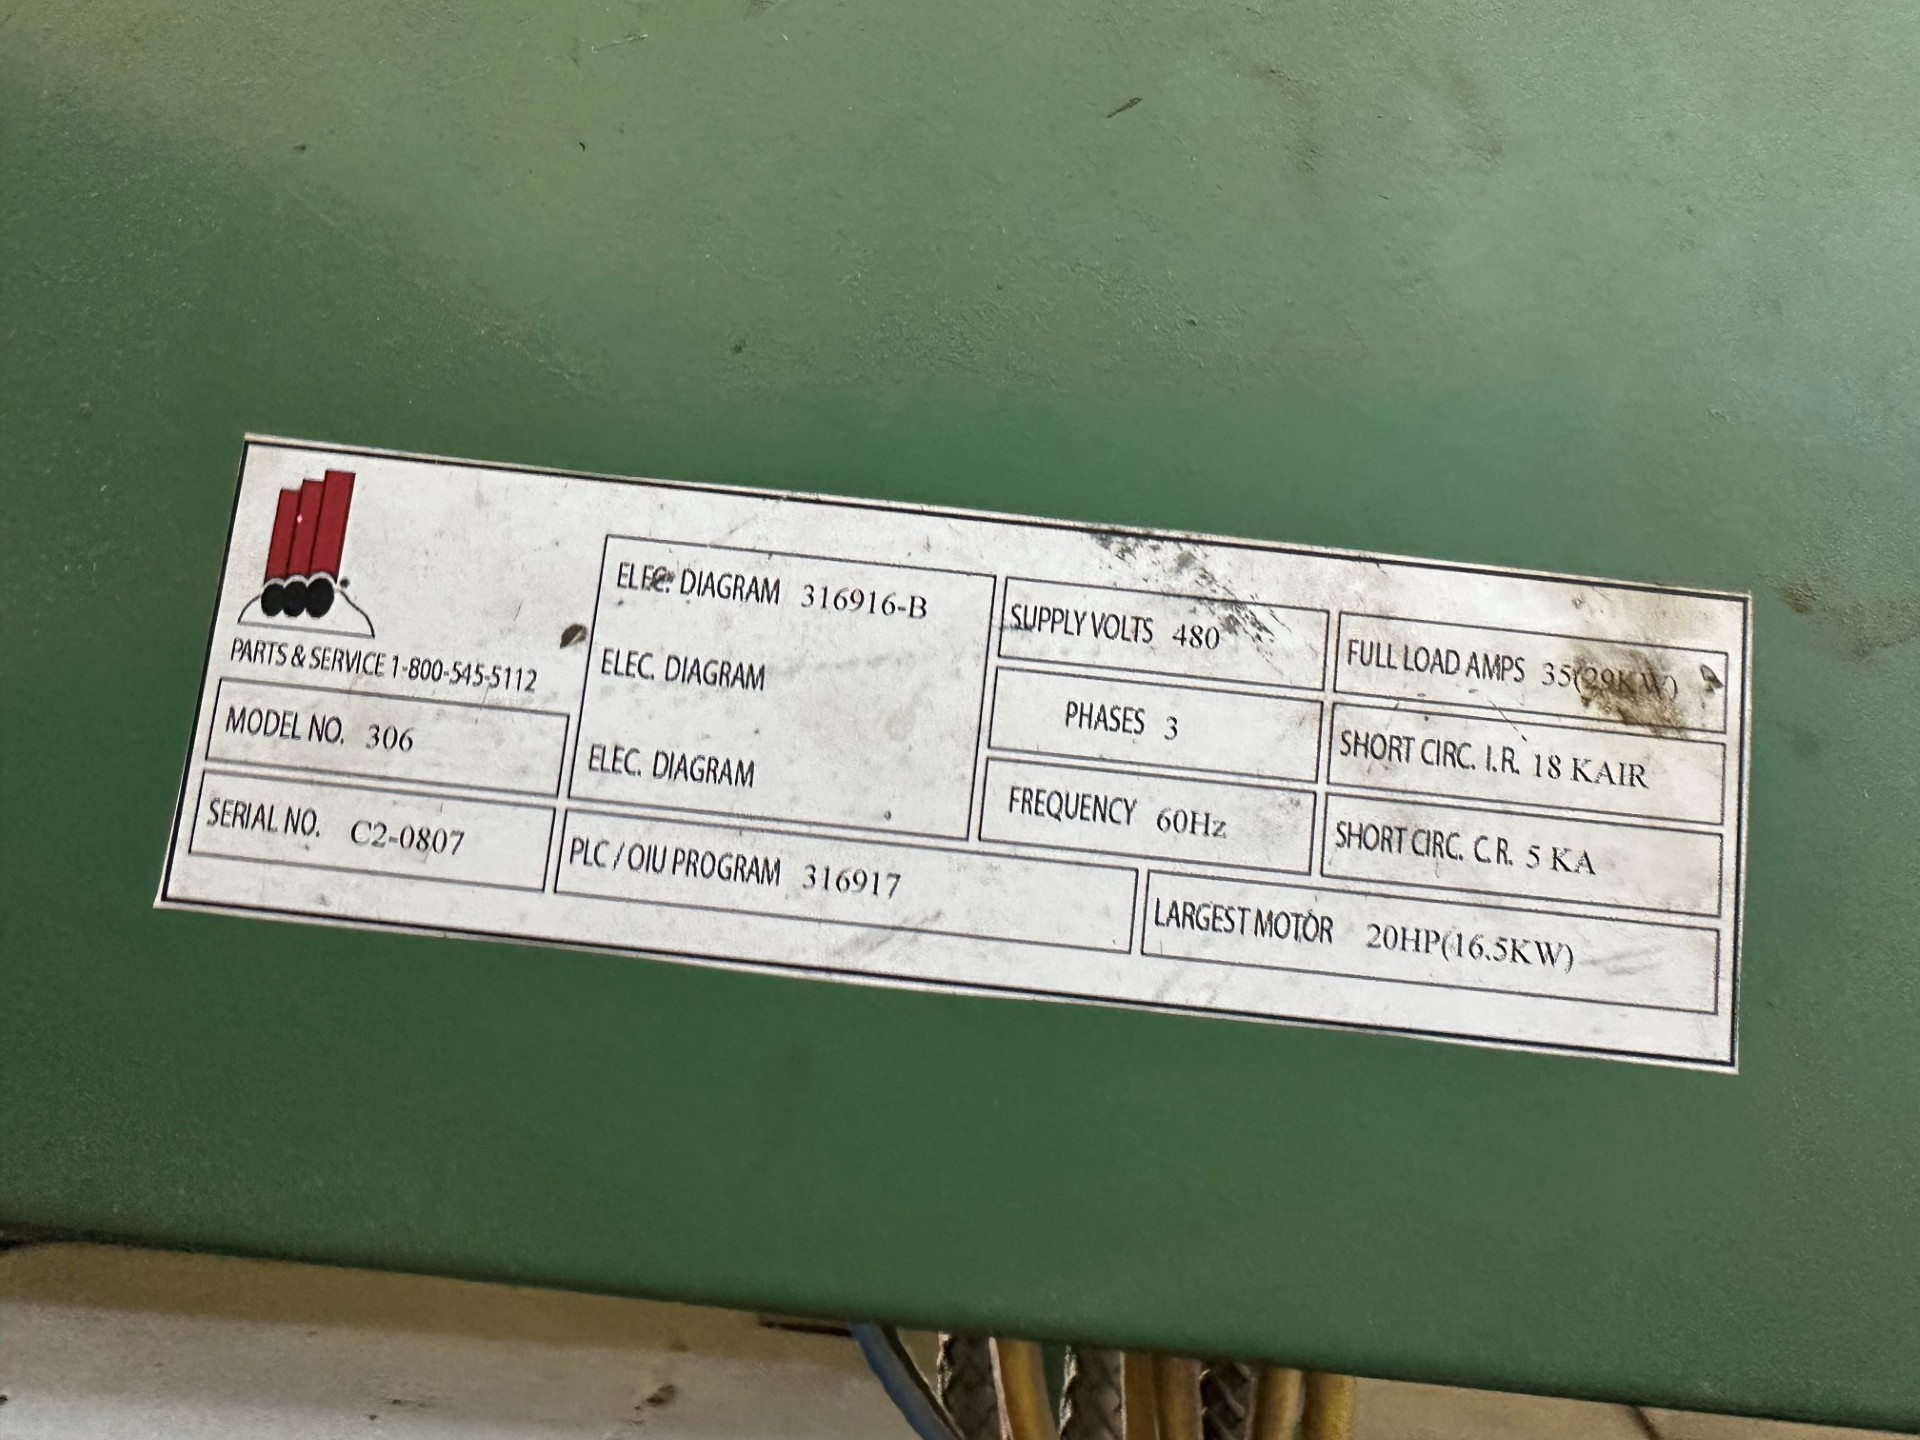 PARTS & SERVICE 1-800-545-5112
MODEL NO. 306
SERIAL NO. C2-0807
ELEC. DIAGRAM 316916-B
ELEC. DIAGRAM
ELEC. DIAGRAM
PLC / OIU PROGRAM 316917
SUPPLY VOLTS 480
PHASES 3
FREQUENCY 60Hz
FULL LOAD AMPS 35(29KW)
SHORT CIRC. I.R. 18 KAIR
SHORT CIRC. C.R. 5 KA
LARGEST MOTOR 20HP(16.5KW)